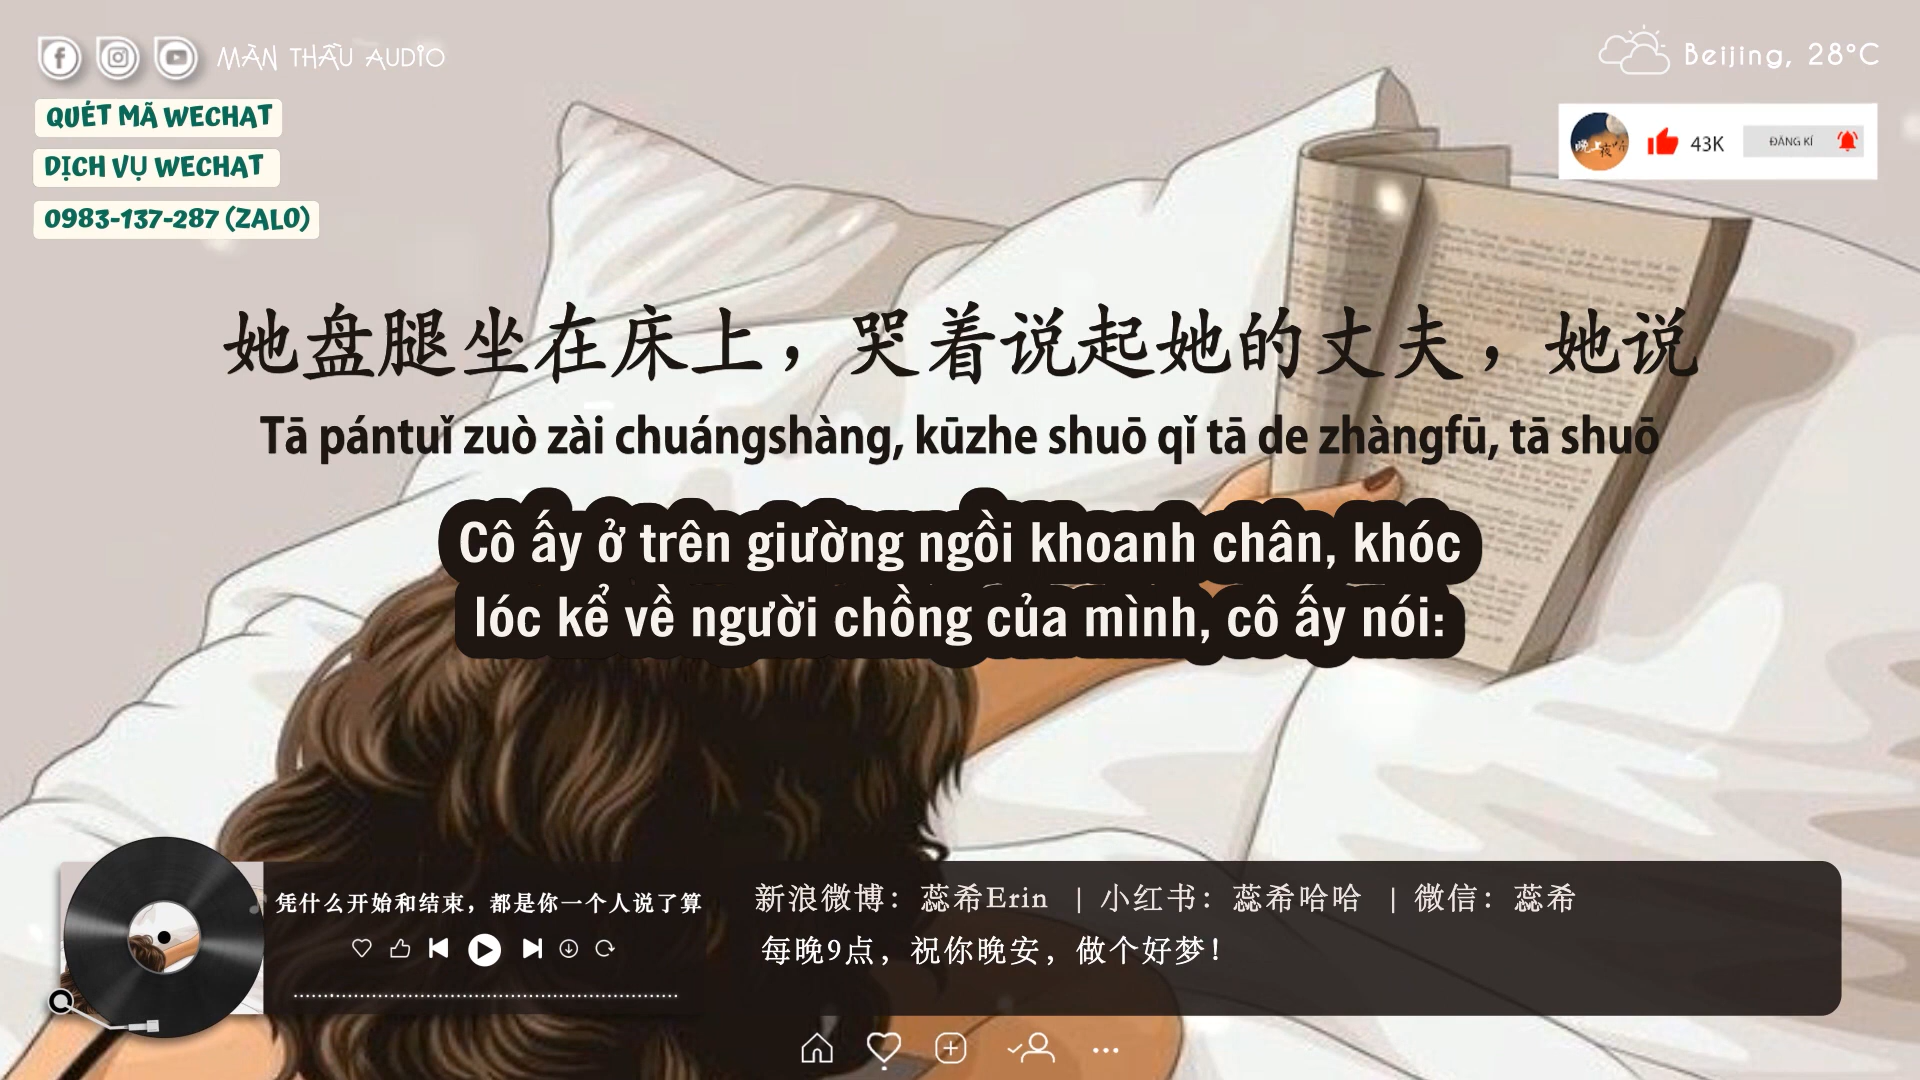 MÀN THẦU AUDIO
Beijing, 28°C
QUÉT MÃ WECHAT
DỊCH VỤ WECHAT
0983-137-287 (ZALO)
43K
ĐĂNG KÍ
她盘腿坐在床上，哭着说起她的丈夫，她说
Tā pántuǐ zuò zài chuángshàng, kūzhe shuō qǐ tā de zhàngfū, tā shuō
Cô ấy ở trên giường ngồi khoanh chân, khóc
lóc kể về người chồng của mình, cô ấy nói:
凭什么开始和结束，都是你一个人说了算
新浪微博：蕊希Erin | 小红书：蕊希哈哈 | 微信：蕊希
每晚9点，祝你晚安，做个好梦！